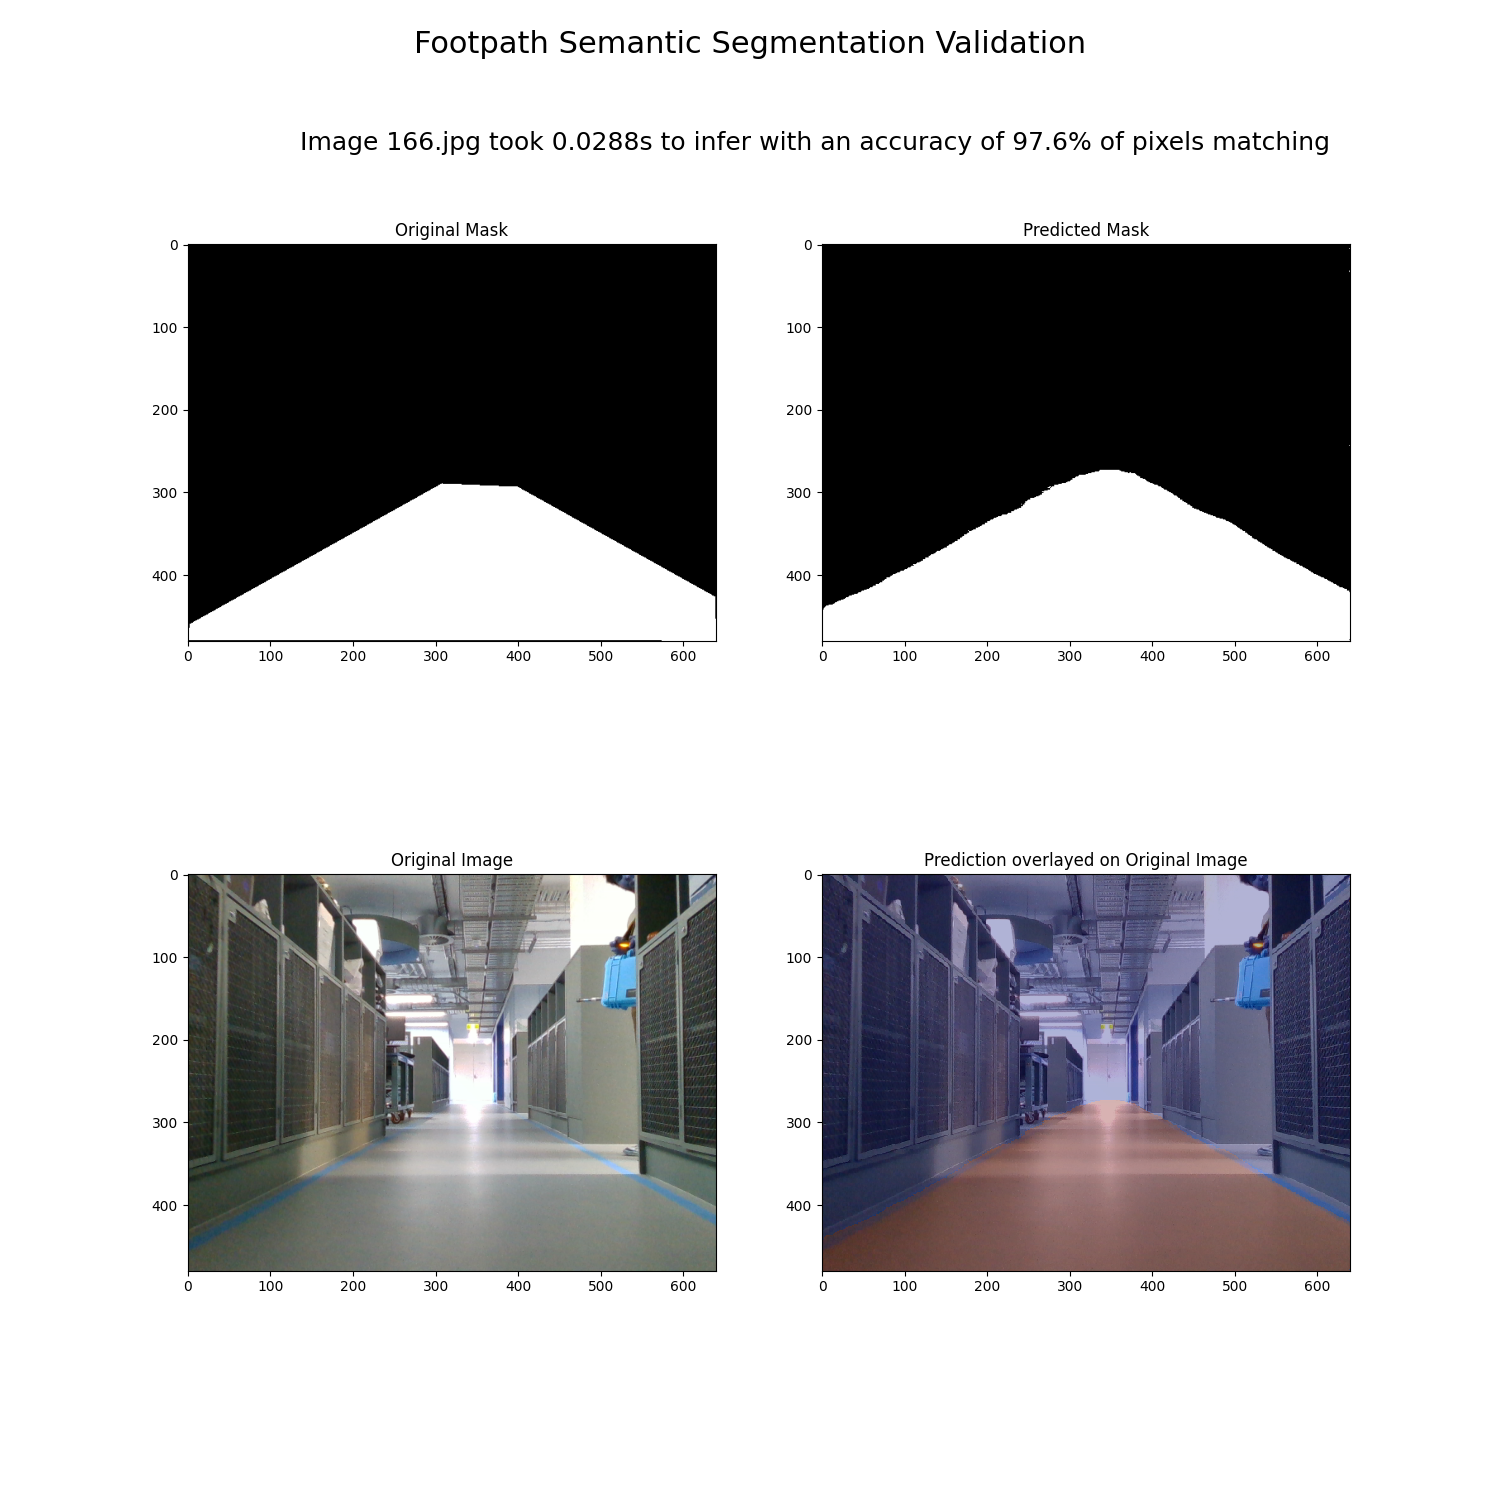 Footpath Semantic Segmentation Validation
Image 166.jpg took 0.0288s to infer with an accuracy of 97.6% of pixels matching
Original Mask
0
100
200
300
400
0 100 200 300 400 500 600
Predicted Mask
0
100
200
300
400
0 100 200 300 400 500 600
Original Image
0
100
200
300
400
0 100 200 300 400 500 600
Prediction overlayed on Original Image
0
100
200
300
400
0 100 200 300 400 500 600